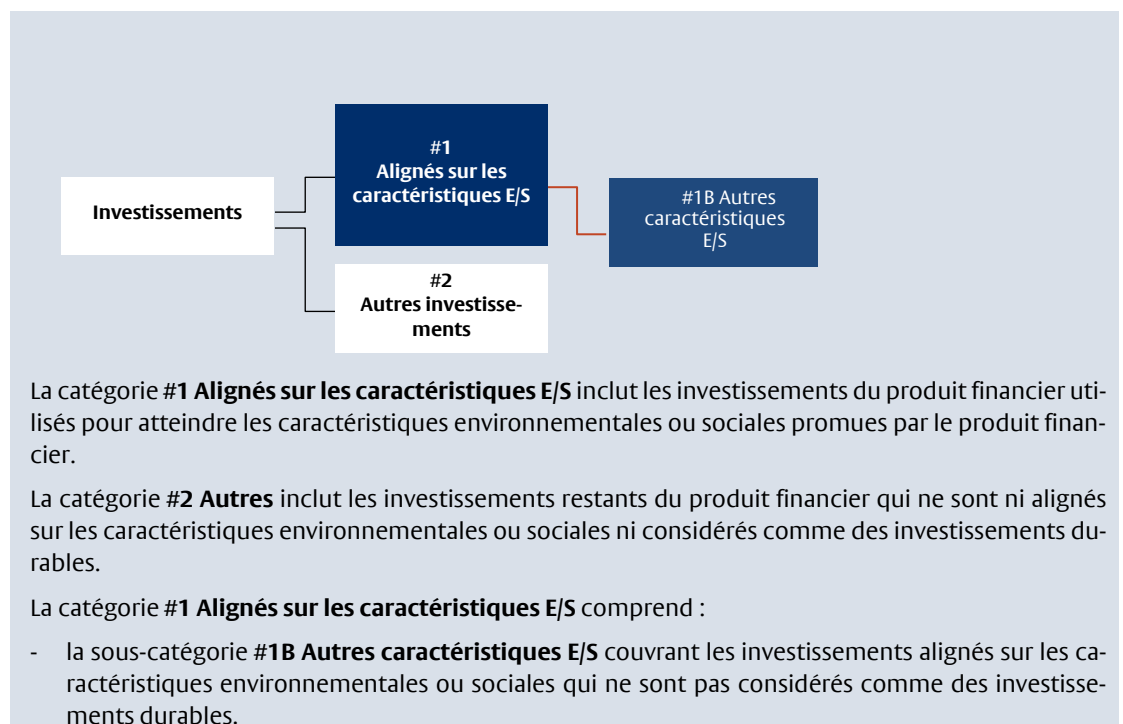 #1
Alignés sur les
caractéristiques E/S
Investissements
#1B Autres
caractéristiques
E/S
#2
Autres investisse-
ments
La catégorie #1 Alignés sur les caractéristiques E/S inclut les investissements du produit financier uti-
lisés pour atteindre les caractéristiques environnementales ou sociales promues par le produit finan-
cier.
La catégorie #2 Autres inclut les investissements restants du produit financier qui ne sont ni alignés
sur les caractéristiques environnementales ou sociales ni considérés comme des investissements du-
rables.
La catégorie #1 Alignés sur les caractéristiques E/S comprend :
- la sous-catégorie #1B Autres caractéristiques E/S couvrant les investissements alignés sur les ca-
ractéristiques environnementales ou sociales qui ne sont pas considérés comme des investisse-
ments durables.